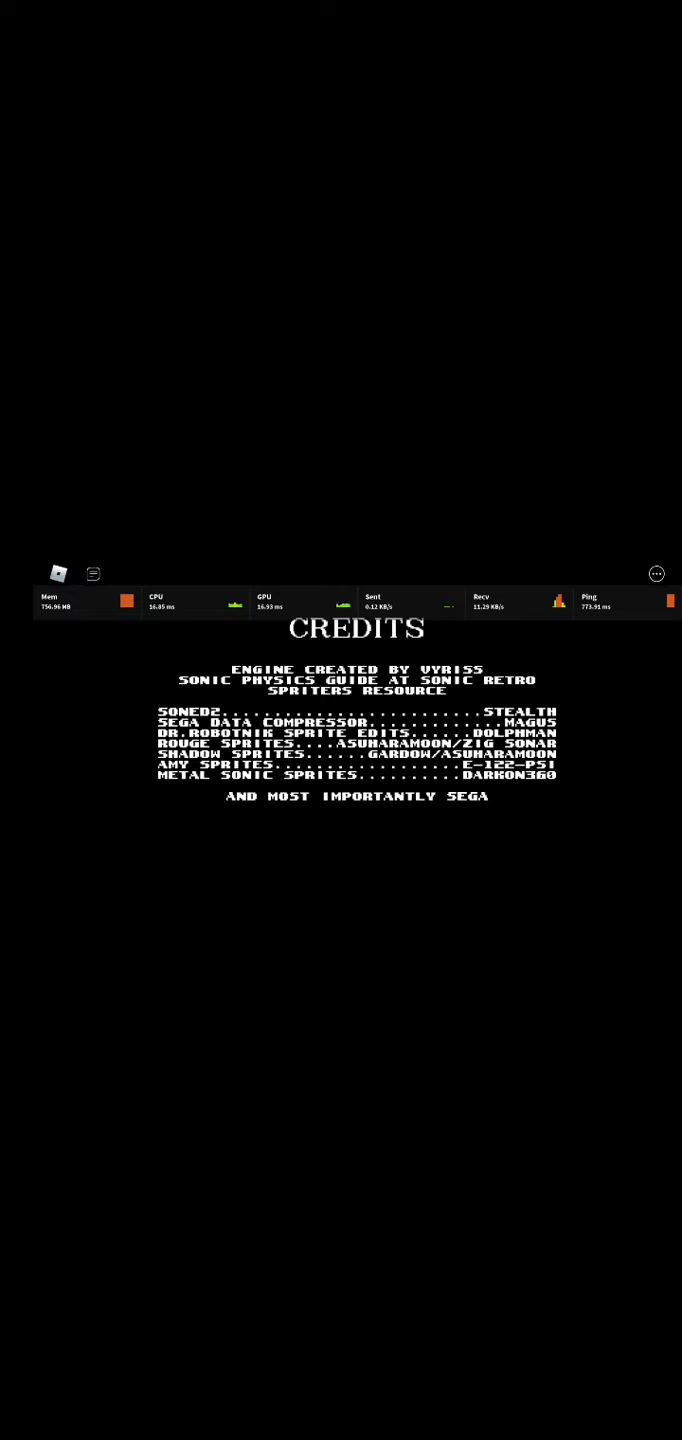 Mem CPU GPU Sent Recv Ping
756.96 MB 16.85 ms 16.93 ms 0.12 KB/s 11.29 KB/s 773.91 ms
CREDITS
ENGINE CREATED BY VYRISS
SONIC PHYSICS GUIDE AT SONIC RETRO
SPRITERS RESOURCE
SONED2.........................STEALTH
SEGA DATA COMPRESSOR.............MAGUS
DR.ROBOTNIK SPRITE EDITS......DOLPHMAN
ROUGE SPRITES....ASUHARAMOON/ZIG SONAR
SHADOW SPRITES......GARDOW/ASUHARAMOON
AMY SPRITES..................E-122-PSI
METAL SONIC SPRITES..........DARKON360
AND MOST IMPORTANTLY SEGA